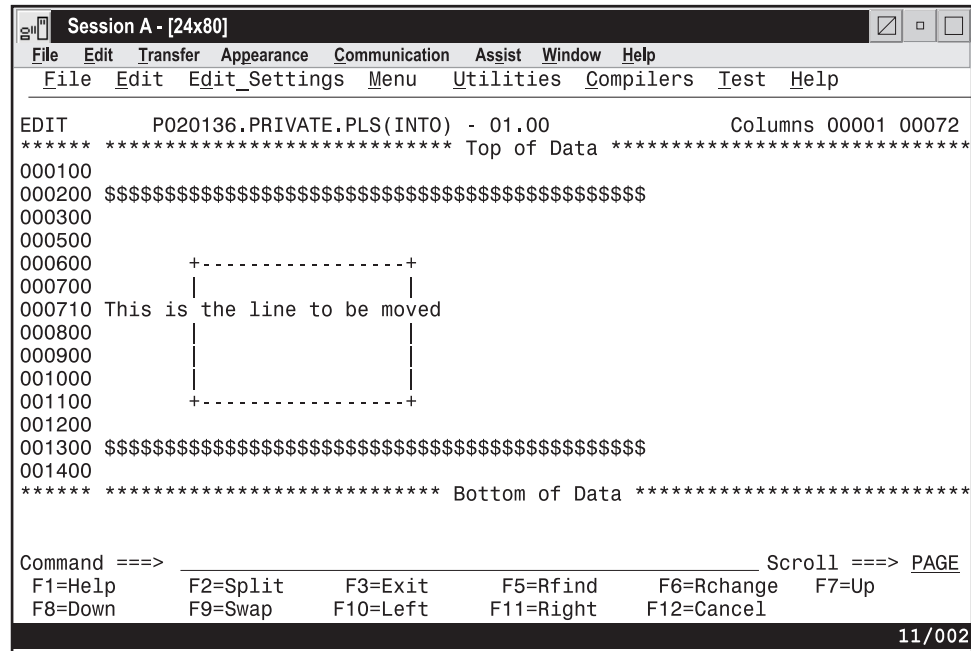 Session A - [24x80]
File Edit Transfer Appearance Communication Assist Window Help
File Edit Edit_Settings Menu Utilities Compilers Test Help
EDIT P020136.PRIVATE.PLS(INTO) - 01.00 Columns 00001 00072
****** ***************************** Top of Data ******************************
000100
000200 $$$$$$$$$$$$$$$$$$$$$$$$$$$$$$$$$$$$$$$$$$$$$
000300
000500
000600 +-----------------+
000700 | |
000710 This is the line to be moved
000800 | |
000900 | |
001000 | |
001100 +-----------------+
001200
001300 $$$$$$$$$$$$$$$$$$$$$$$$$$$$$$$$$$$$$$$$$$$$$
001400
****** **************************** Bottom of Data ****************************
Command ===> Scroll ===> PAGE
F1=Help F2=Split F3=Exit F5=Rfind F6=Rchange F7=Up
F8=Down F9=Swap F10=Left F11=Right F12=Cancel
11/002